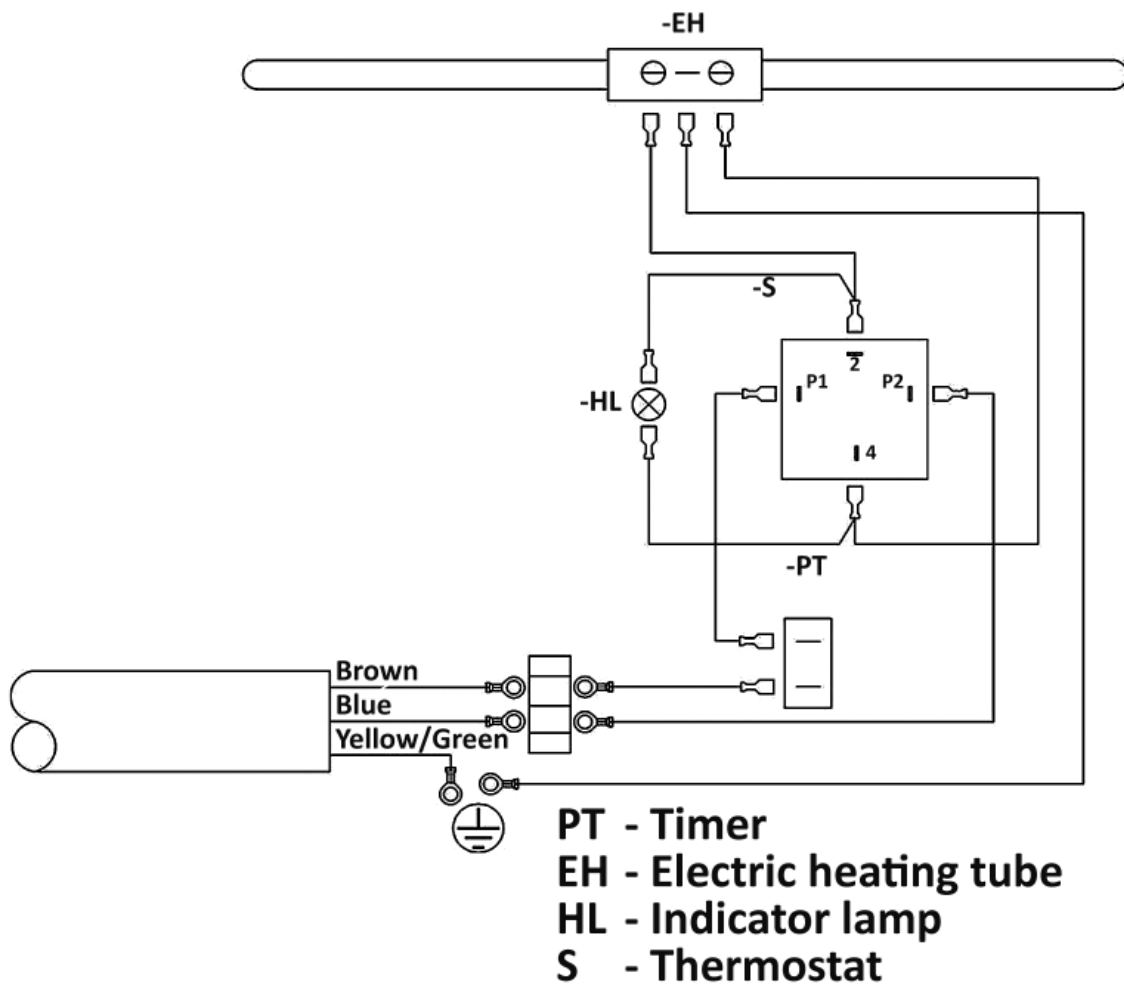 -EH
-S
2
P1 P2
-HL
4
-PT
Brown
Blue
Yellow/Green
PT - Timer
EH - Electric heating tube
HL - Indicator lamp
S - Thermostat